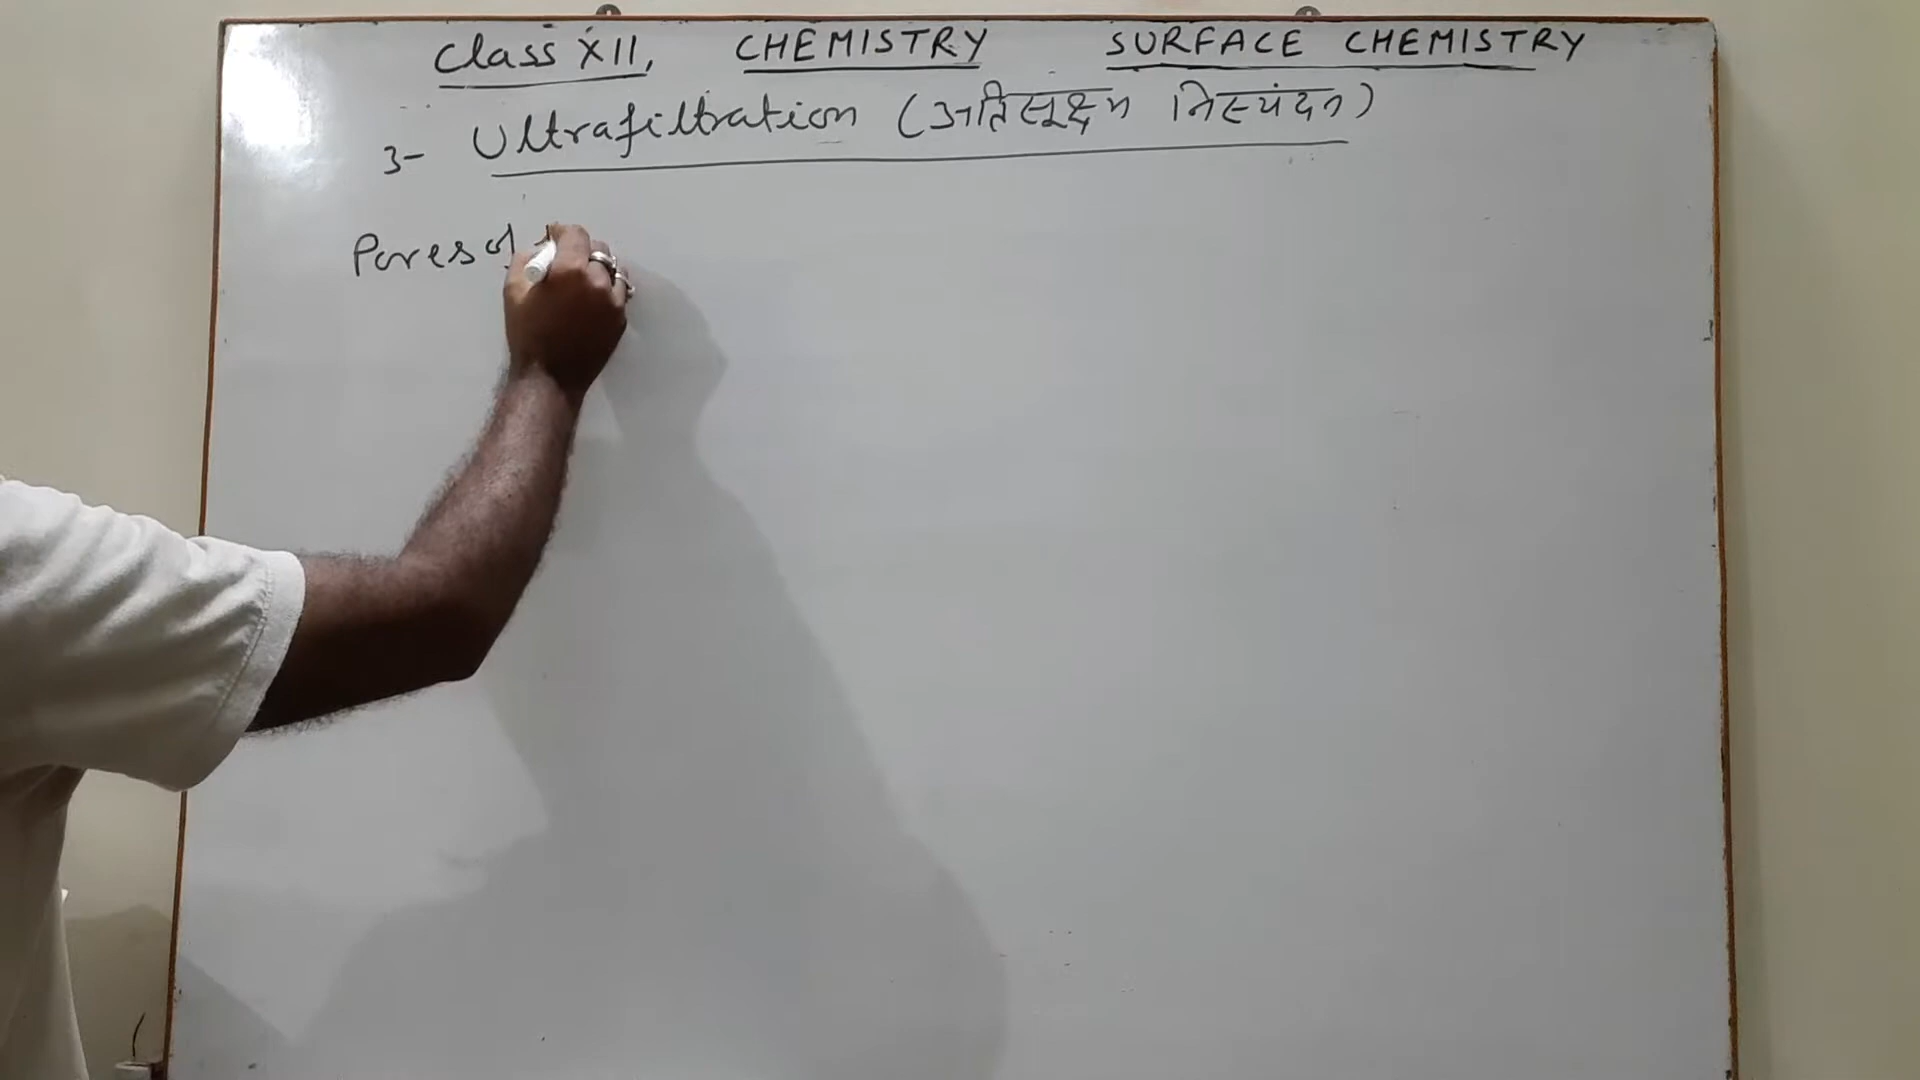 Class XII, CHEMISTRY SURFACE CHEMISTRY
3- Ultrafiltration (अतिसूक्ष्म निस्यंदन)
Pores of